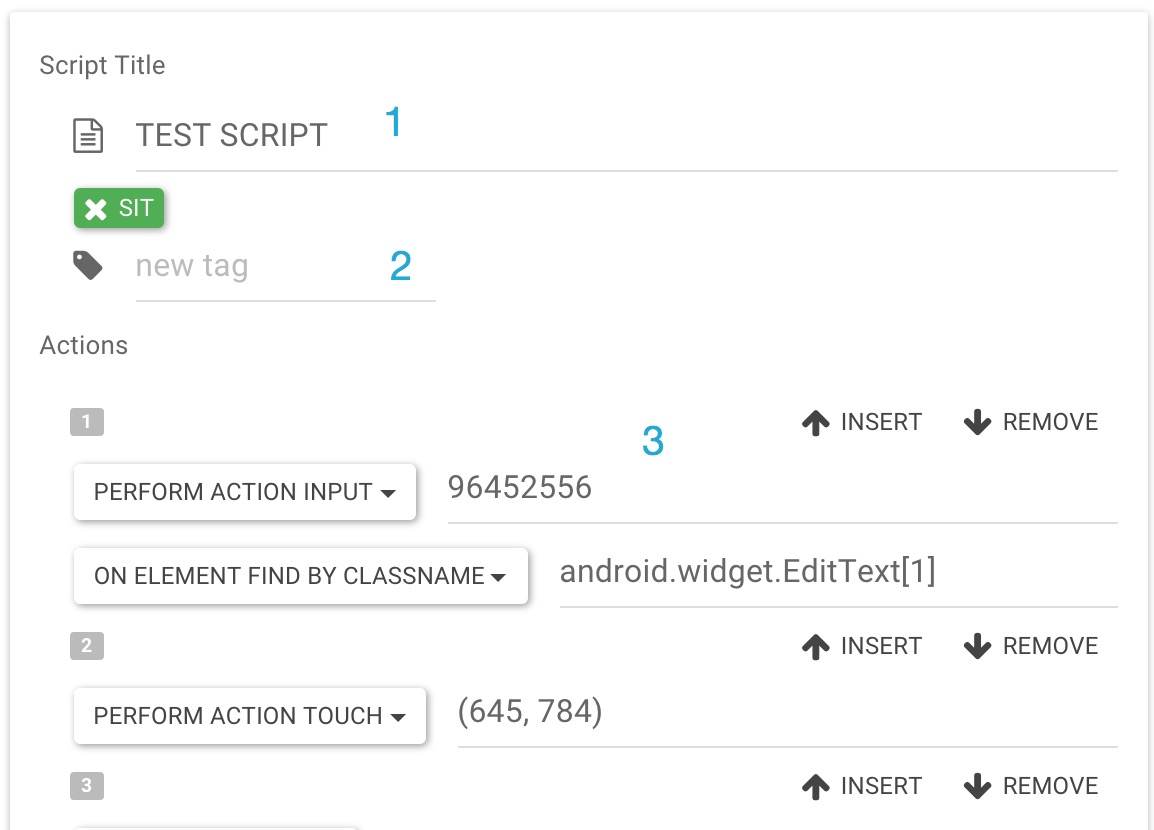 Script Title
TEST SCRIPT 1
SIT
new tag 2
Actions
1 INSERT REMOVE
3
PERFORM ACTION INPUT 96452556
ON ELEMENT FIND BY CLASSNAME android.widget.EditText[1]
2 INSERT REMOVE
PERFORM ACTION TOUCH (645, 784)
3 INSERT REMOVE